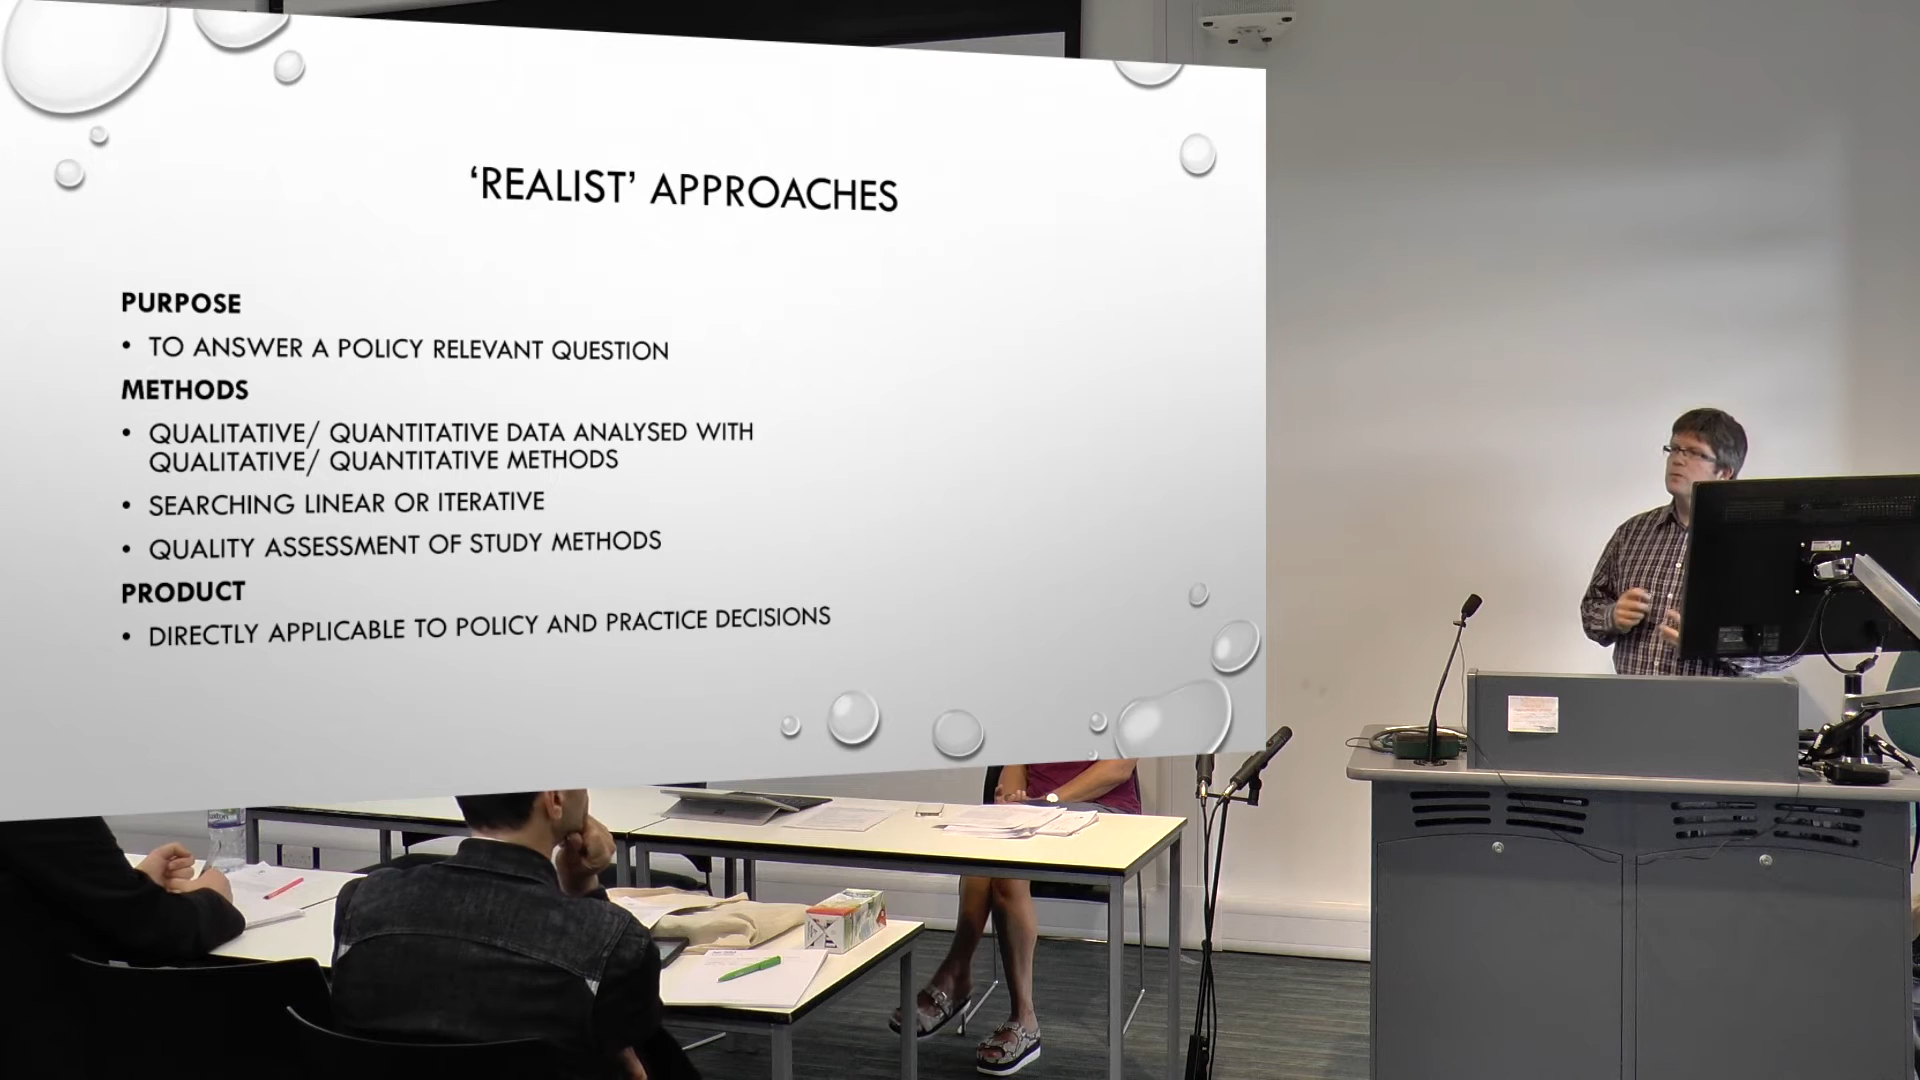 ‘REALIST’ APPROACHES
PURPOSE
• TO ANSWER A POLICY RELEVANT QUESTION
METHODS
• QUALITATIVE/ QUANTITATIVE DATA ANALYSED WITH
QUALITATIVE/ QUANTITATIVE METHODS
• SEARCHING LINEAR OR ITERATIVE
• QUALITY ASSESSMENT OF STUDY METHODS
PRODUCT
• DIRECTLY APPLICABLE TO POLICY AND PRACTICE DECISIONS